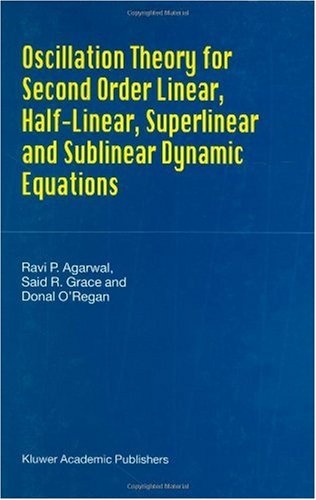 Oscillation Theory for
Second Order Linear,
Half-Linear, Superlinear
and Sublinear Dynamic
Equations
Ravi P. Agarwal,
Said R. Grace and
Donal O'Regan
Kluwer Academic Publishers